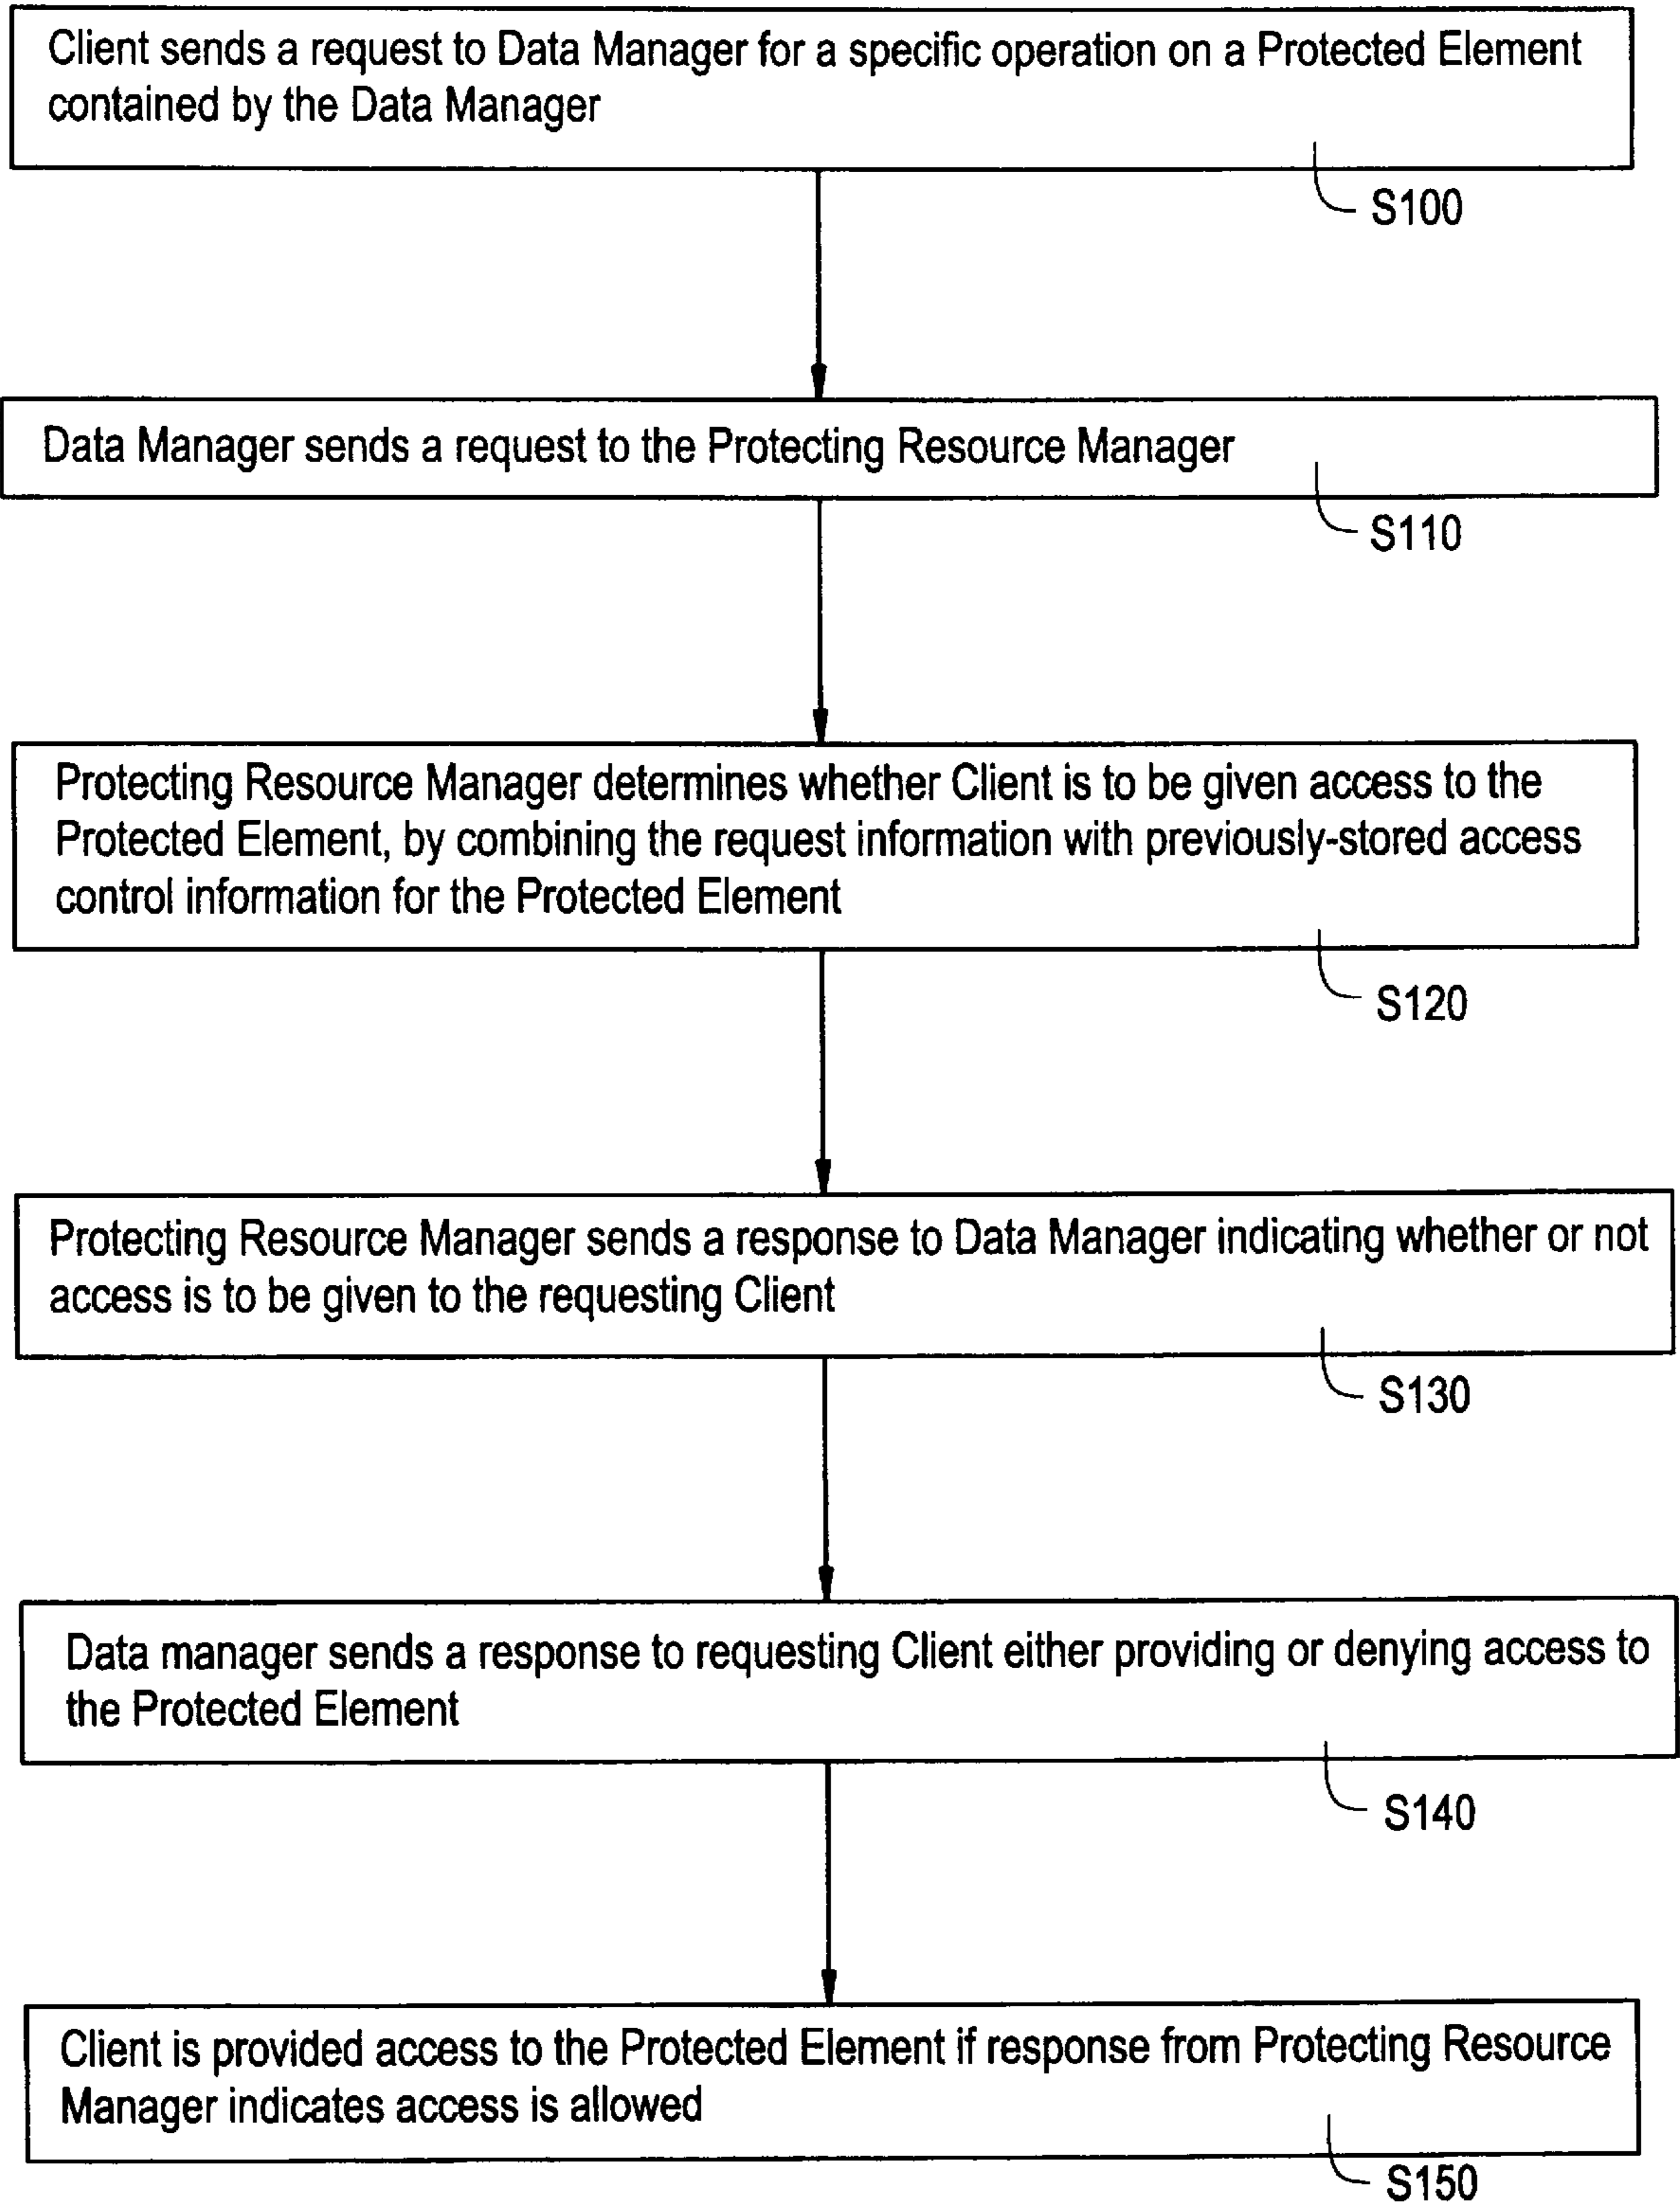 Client sends a request to Data Manager for a specific operation on a Protected Element
contained by the Data Manager
S100
Data Manager sends a request to the Protecting Resource Manager
S110
Protecting Resource Manager determines whether Client is to be given access to the
Protected Element, by combining the request information with previously-stored access
control information for the Protected Element
S120
Protecting Resource Manager sends a response to Data Manager indicating whether or not
access is to be given to the requesting Client
S130
Data manager sends a response to requesting Client either providing or denying access to
the Protected Element
S140
Client is provided access to the Protected Element if response from Protecting Resource
Manager indicates access is allowed
S150